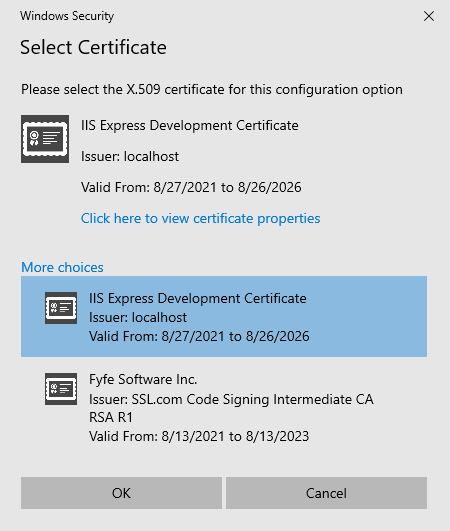 Windows Security
Select Certificate
Please select the X.509 certificate for this configuration option
IIS Express Development Certificate
Issuer: localhost
Valid From: 8/27/2021 to 8/26/2026
Click here to view certificate properties
More choices
IIS Express Development Certificate
Issuer: localhost
Valid From: 8/27/2021 to 8/26/2026
Fyfe Software Inc.
Issuer: SSL.com Code Signing Intermediate CA
RSA R1
Valid From: 8/13/2021 to 8/13/2023
OK
Cancel